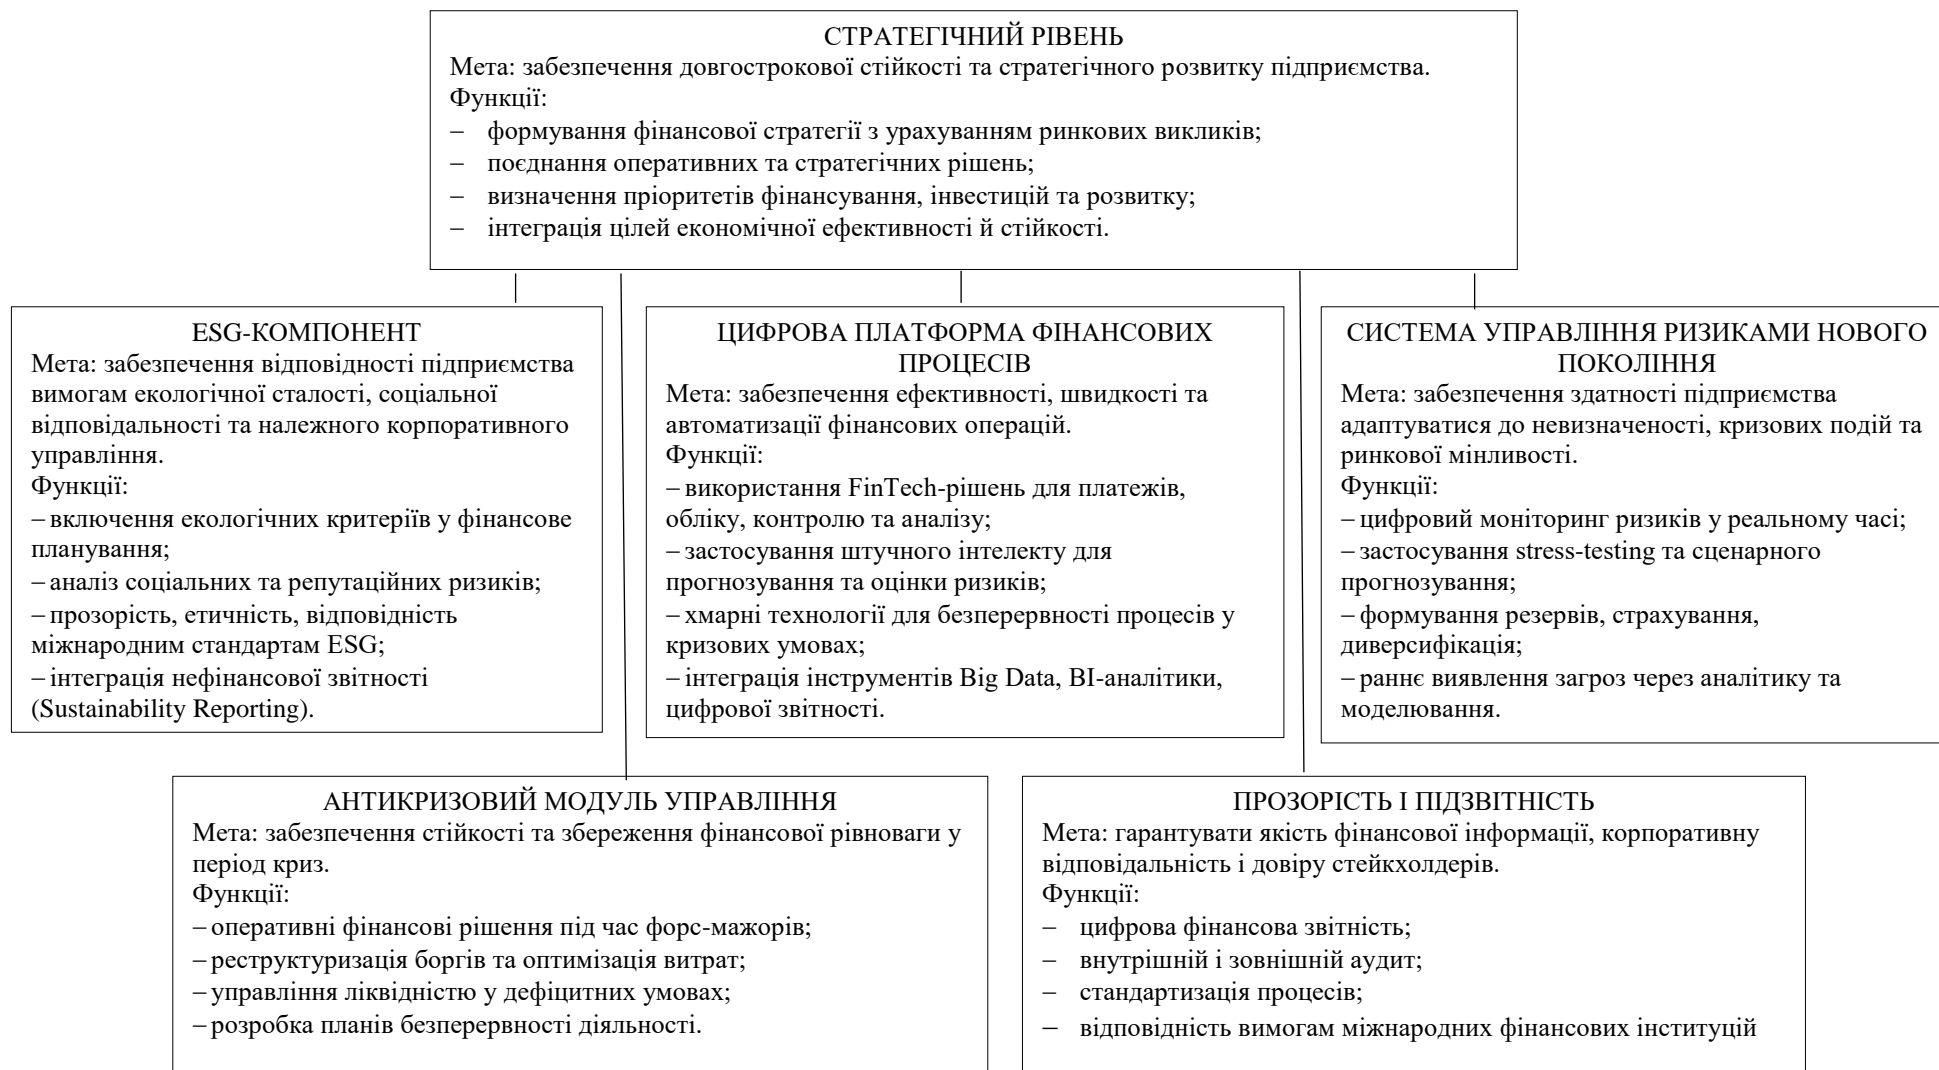 СТРАТЕГІЧНИЙ РІВЕНЬ
Мета: забезпечення довгострокової стійкості та стратегічного розвитку підприємства.
Функції:
– формування фінансової стратегії з урахуванням ринкових викликів;
– поєднання оперативних та стратегічних рішень;
– визначення пріоритетів фінансування, інвестицій та розвитку;
– інтеграція цілей економічної ефективності й стійкості.
ESG-КОМПОНЕНТ
Мета: забезпечення відповідності підприємства
вимогам екологічної сталості, соціальної
відповідальності та належного корпоративного
управління.
Функції:
– включення екологічних критеріїв у фінансове
планування;
– аналіз соціальних та репутаційних ризиків;
– прозорість, етичність, відповідність
міжнародним стандартам ESG;
– інтеграція нефінансової звітності
(Sustainability Reporting).
ЦИФРОВА ПЛАТФОРМА ФІНАНСОВИХ
ПРОЦЕСІВ
Мета: забезпечення ефективності, швидкості та
автоматизації фінансових операцій.
Функції:
– використання FinTech-рішень для платежів,
обліку, контролю та аналізу;
– застосування штучного інтелекту для
прогнозування та оцінки ризиків;
– хмарні технології для безперервності процесів у
кризових умовах;
– інтеграція інструментів Big Data, BI-аналітики,
цифрової звітності.
СИСТЕМА УПРАВЛІННЯ РИЗИКАМИ НОВОГО
ПОКОЛІННЯ
Мета: забезпечення здатності підприємства
адаптуватися до невизначеності, кризових подій та
ринкової мінливості.
Функції:
– цифровий моніторинг ризиків у реальному часі;
– застосування stress-testing та сценарного
прогнозування;
– формування резервів, страхування,
диверсифікація;
– раннє виявлення загроз через аналітику та
моделювання.
АНТИКРИЗОВИЙ МОДУЛЬ УПРАВЛІННЯ
Мета: забезпечення стійкості та збереження фінансової рівноваги у
період криз.
Функції:
– оперативні фінансові рішення під час форс-мажорів;
– реструктуризація боргів та оптимізація витрат;
– управління ліквідністю у дефіцитних умовах;
– розробка планів безперервності діяльності.
ПРОЗОРІСТЬ І ПІДЗВІТНІСТЬ
Мета: гарантувати якість фінансової інформації, корпоративну
відповідальність і довіру стейкхолдерів.
Функції:
– цифрова фінансова звітність;
– внутрішній і зовнішній аудит;
– стандартизація процесів;
– відповідність вимогам міжнародних фінансових інституцій